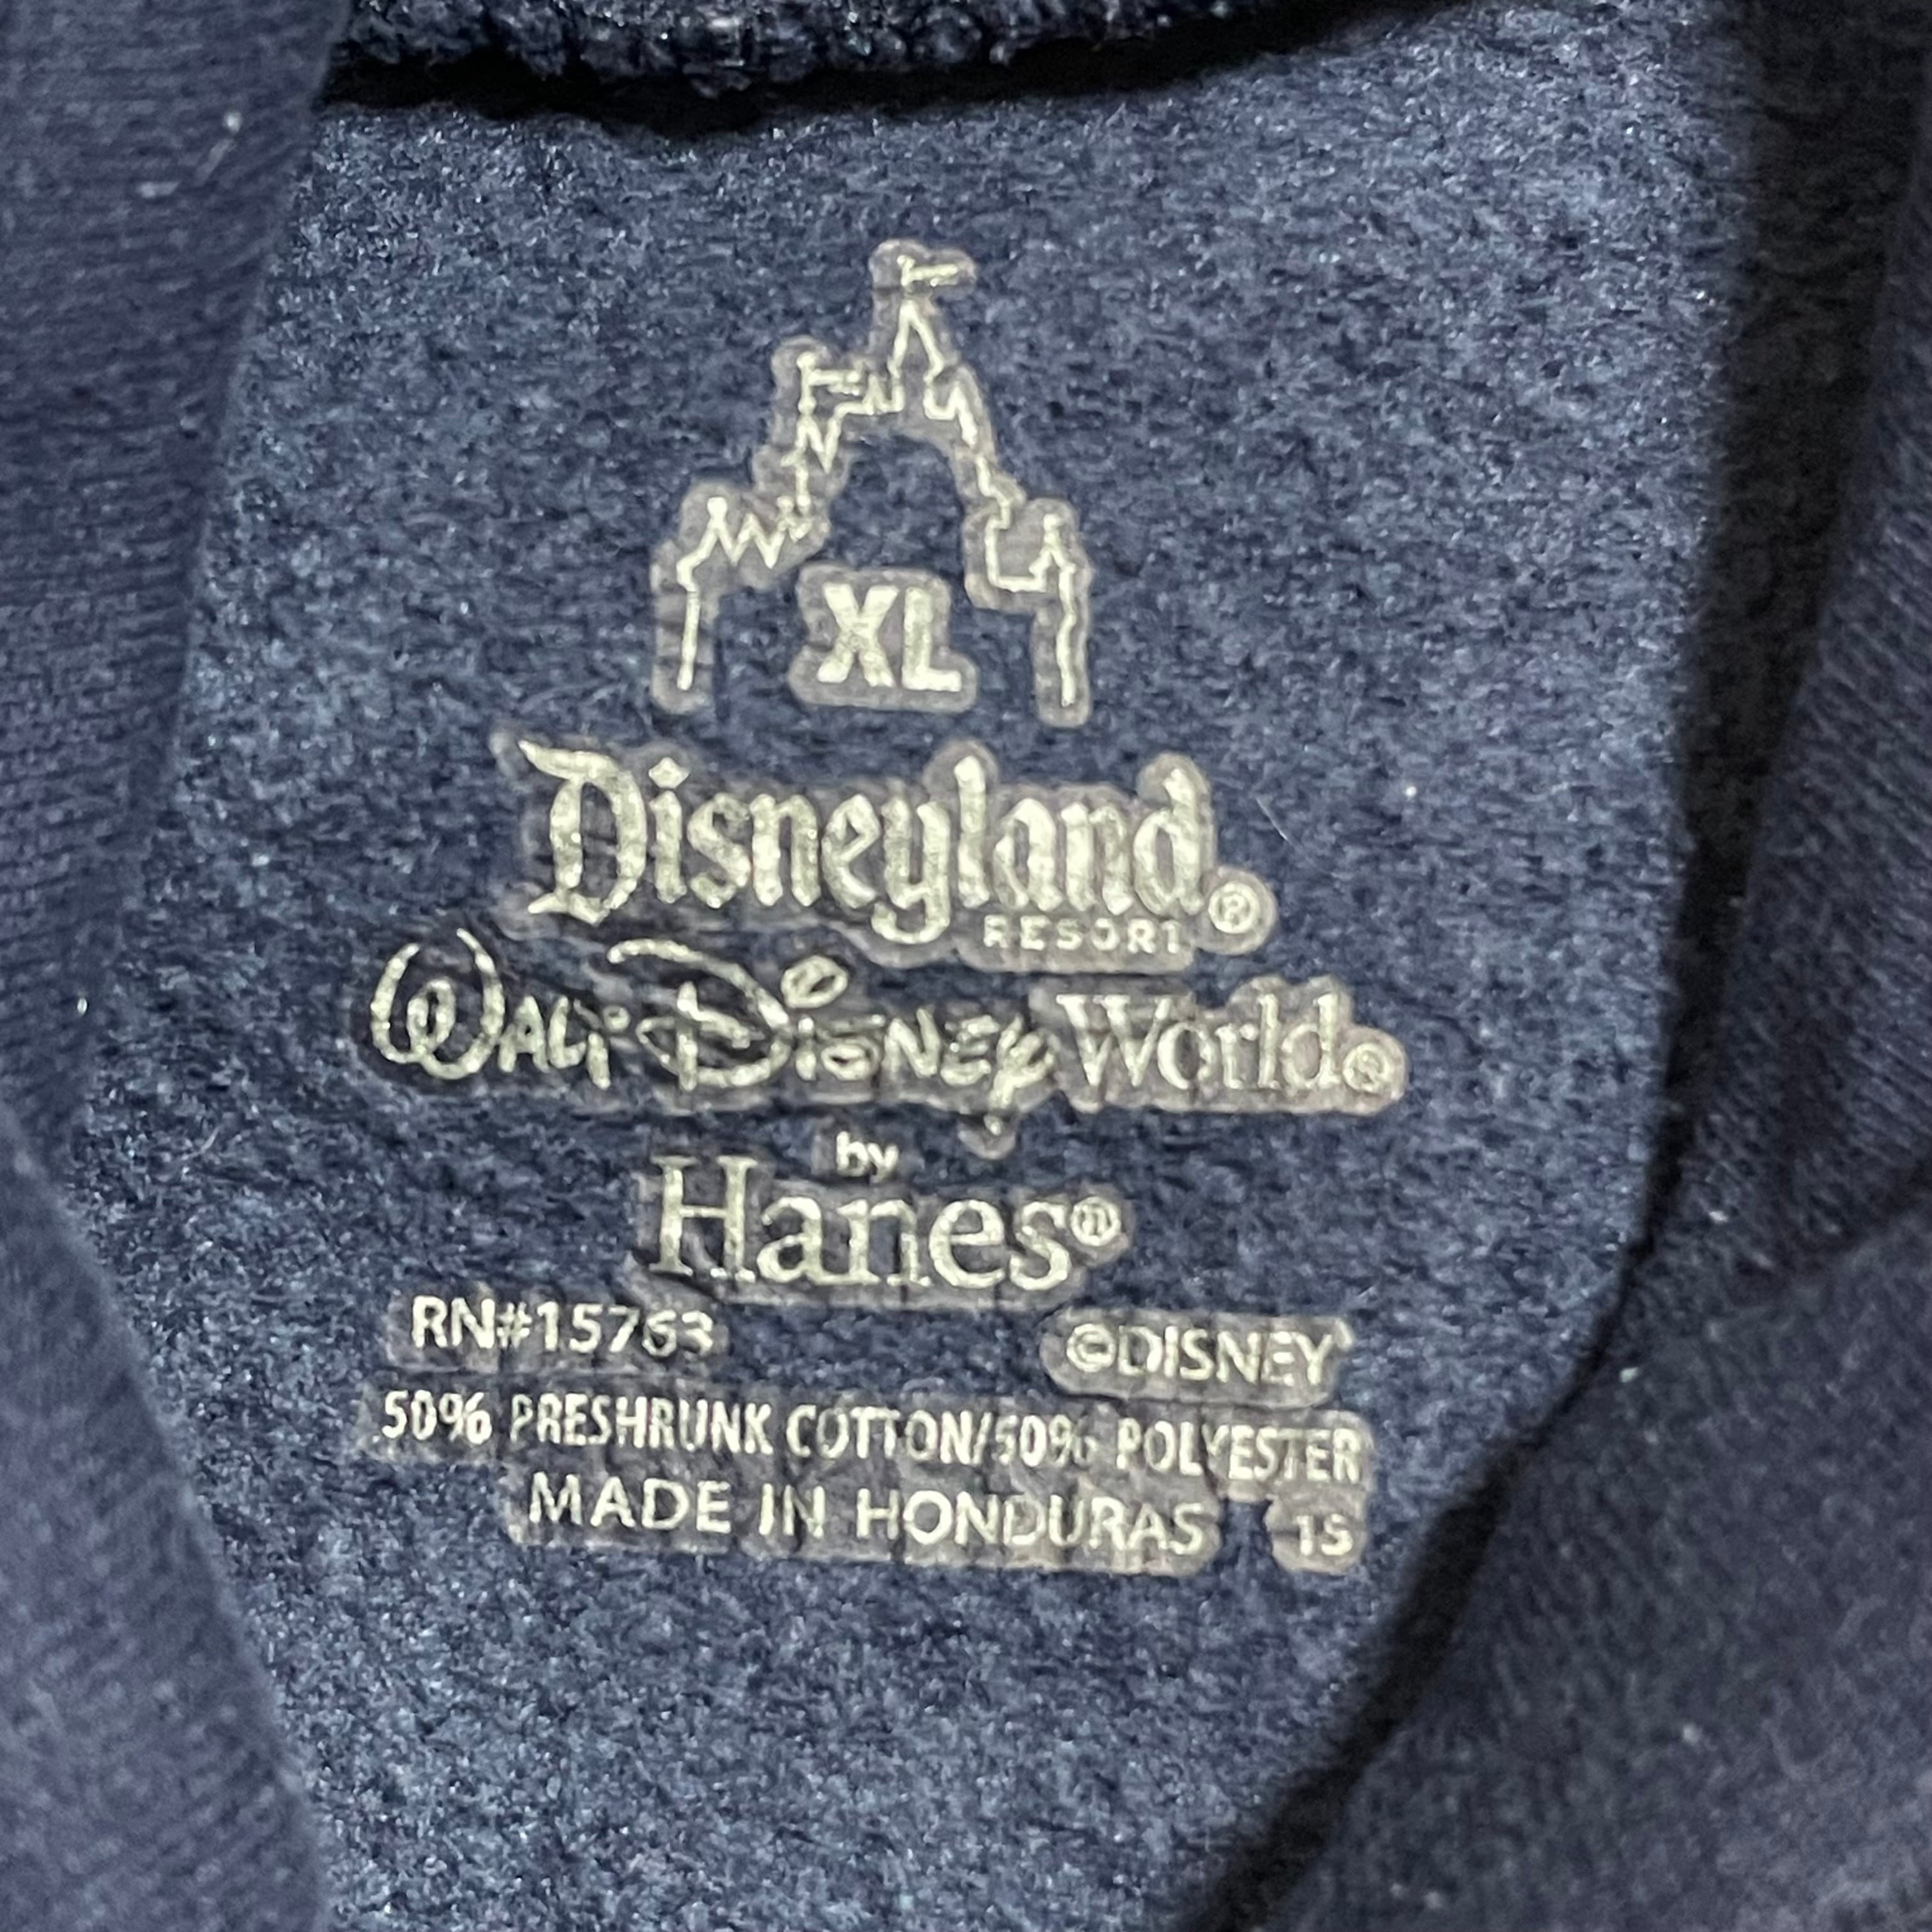 XL
Disneyland®
RESORT
WALT DISNEY World®
by
Hanes®
RN#15763 ©DISNEY
50% PRESHRUNK COTTON/50% POLYESTER
MADE IN HONDURAS 15